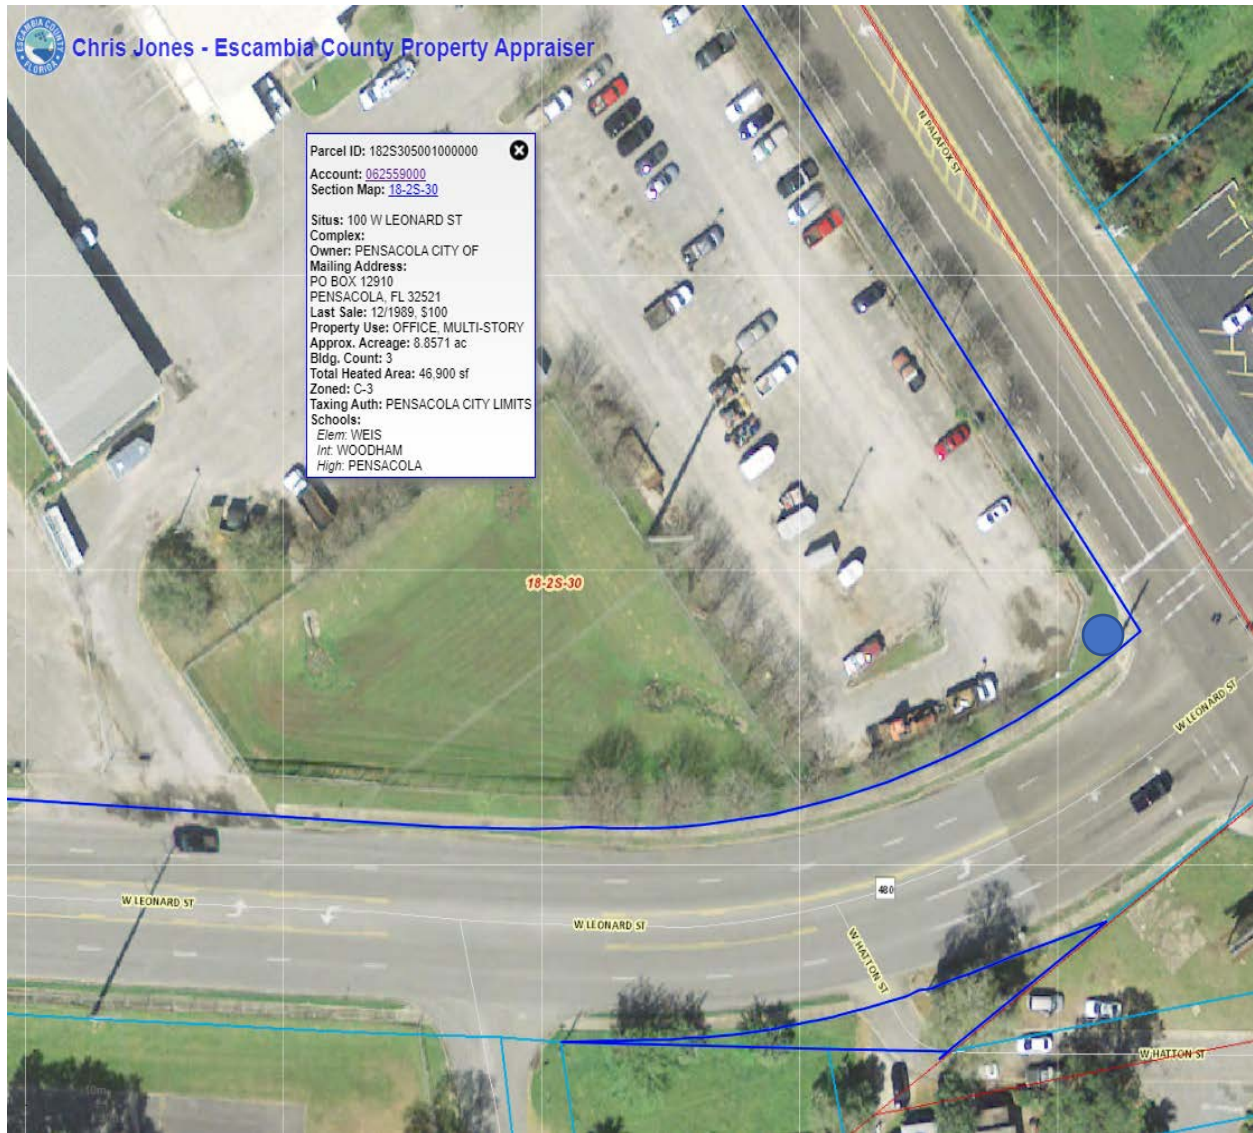 ESCAMBIA COUNTY
FLORIDA
Chris Jones - Escambia County Property Appraiser
Parcel ID: 182S305001000000
Account: 062559000
Section Map: 18-2S-30
Situs: 100 W LEONARD ST
Complex:
Owner: PENSACOLA CITY OF
Mailing Address:
PO BOX 12910
PENSACOLA, FL 32521
Last Sale: 12/1989, $100
Property Use: OFFICE, MULTI-STORY
Approx. Acreage: 8.8571 ac
Bldg. Count: 3
Total Heated Area: 46,900 sf
Zoned: C-3
Taxing Auth: PENSACOLA CITY LIMITS
Schools:
Elem: WEIS
Int: WOODHAM
High: PENSACOLA
N PALAFOX ST
18-2S-30
W LEONARD ST
480
W LEONARD ST
W LEONARD ST
W HATTON ST
W HATTON ST
10m